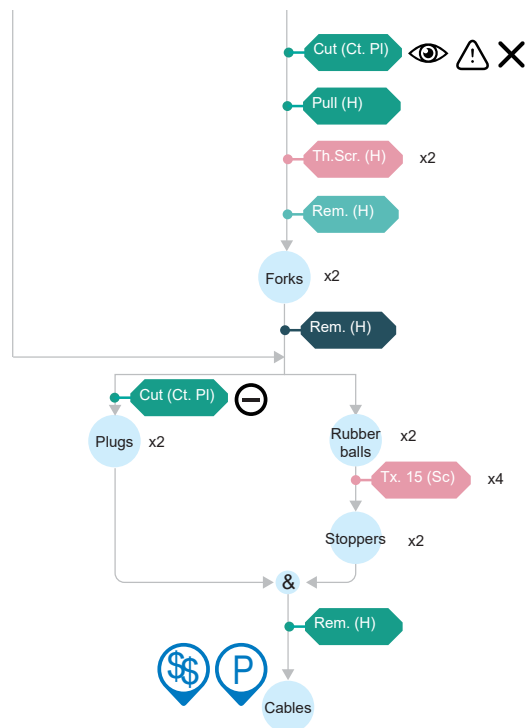 Cut (Ct. Pl)
!
Pull (H)
Th.Scr. (H) x2
Rem. (H)
Forks x2
Rem. (H)
Cut (Ct. Pl)
Plugs x2
Rubber
balls x2
Tx. 15 (Sc) x4
Stoppers x2
&
Rem. (H)
$$ P
Cables